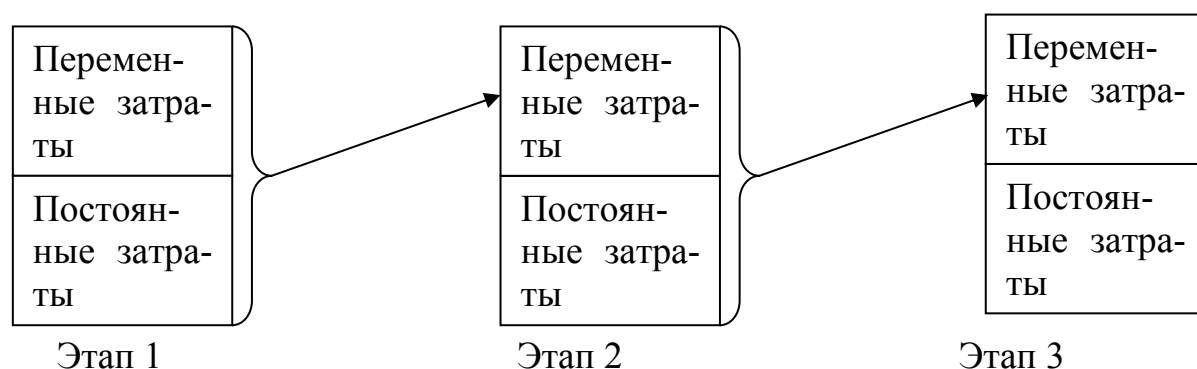 Перемен-
ные затра-
ты
Постоян-
ные затра-
ты
Этап 1
Перемен-
ные затра-
ты
Постоян-
ные затра-
ты
Этап 2
Перемен-
ные затра-
ты
Постоян-
ные затра-
ты
Этап 3